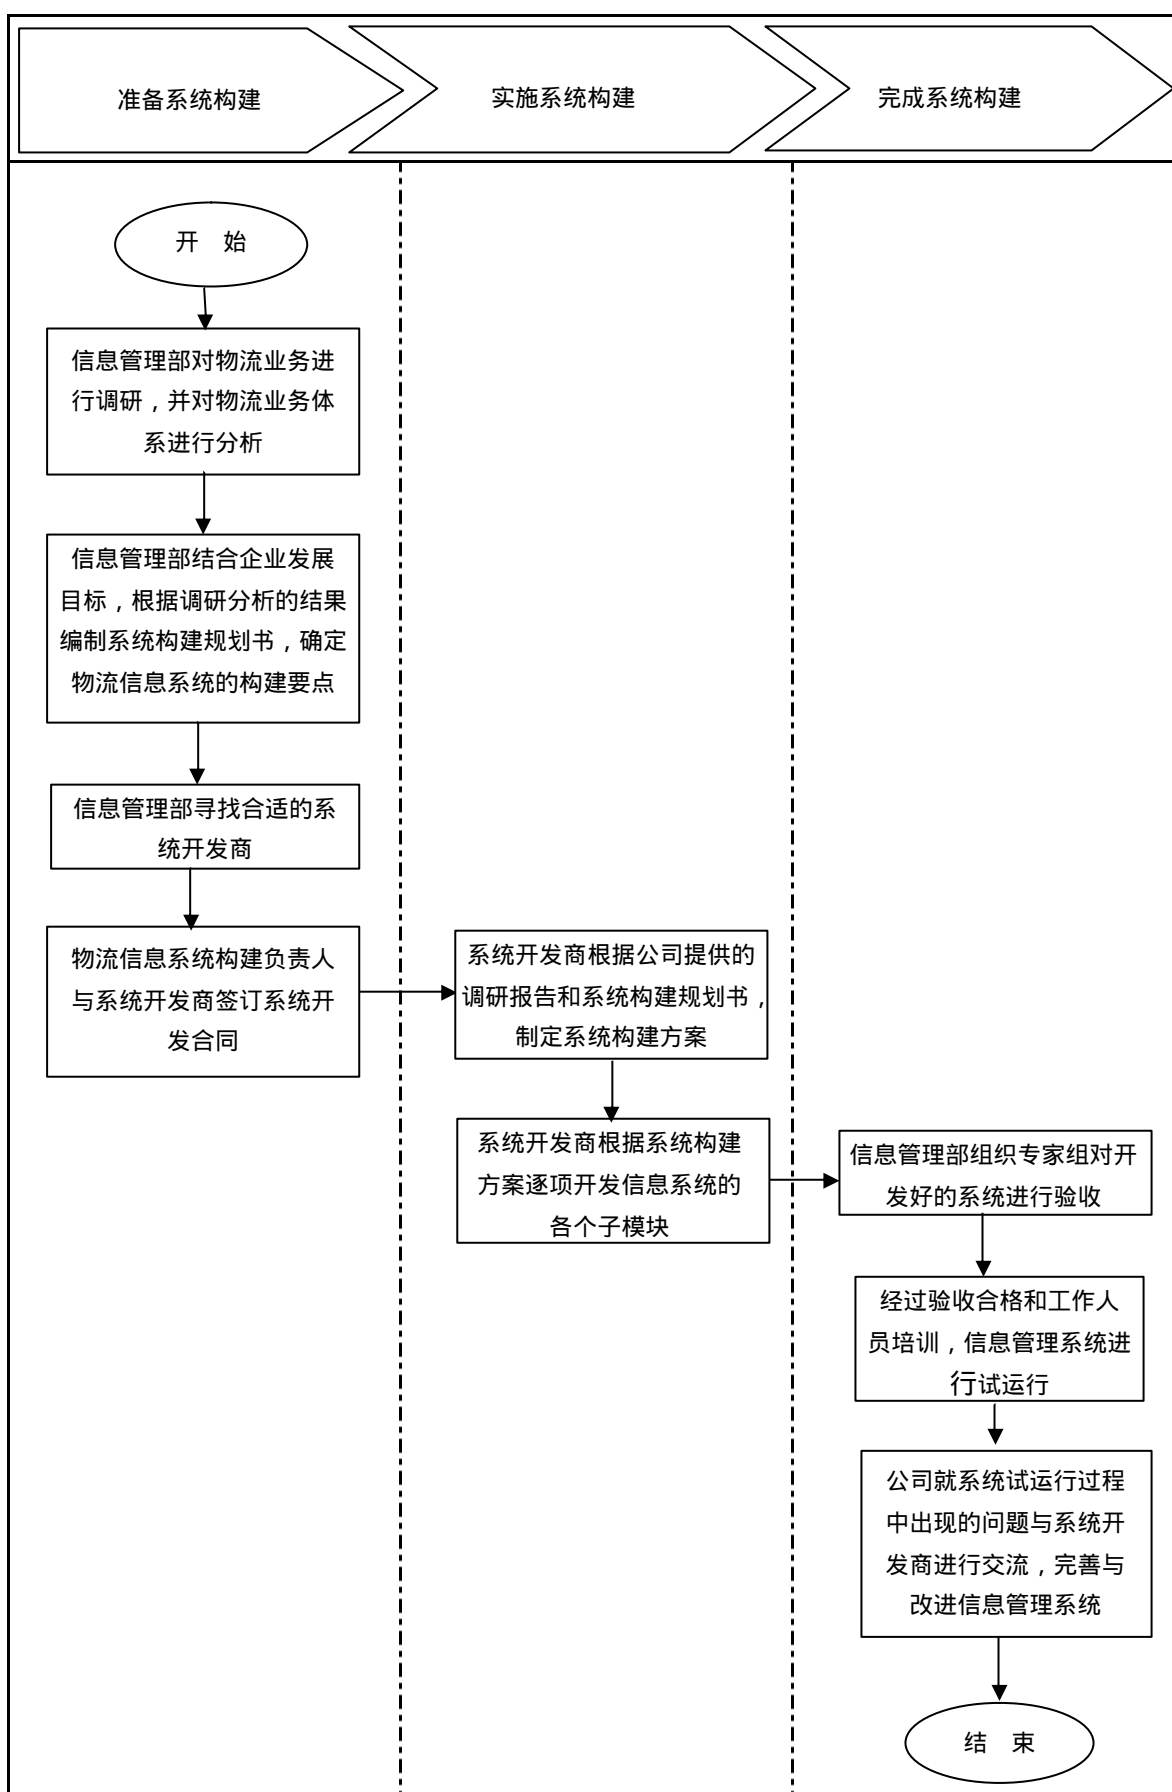 准备系统构建
实施系统构建
完成系统构建
开 始
信息管理部对物流业务进
行调研，并对物流业务体
系进行分析
信息管理部结合企业发展
目标，根据调研分析的结果
编制系统构建规划书，确定
物流信息系统的构建要点
信息管理部寻找合适的系
统开发商
物流信息系统构建负责人
与系统开发商签订系统开
发合同
系统开发商根据公司提供的
调研报告和系统构建规划书，
制定系统构建方案
系统开发商根据系统构建
方案逐项开发信息系统的
各个子模块
信息管理部组织专家组对开
发好的系统进行验收
经过验收合格和工作人
员培训，信息管理系统进
行试运行
公司就系统试运行过程
中出现的问题与系统开
发商进行交流，完善与
改进信息管理系统
结 束